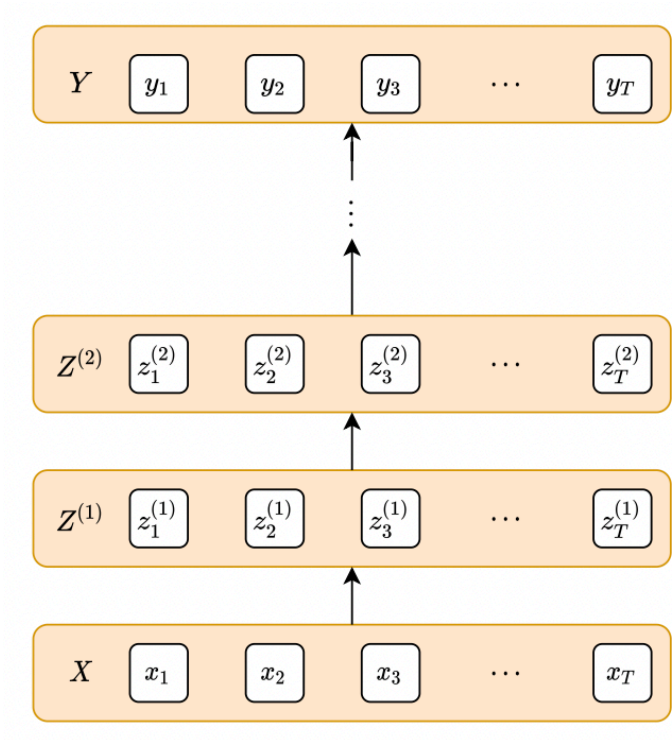 Y y₁ y₂ y₃ ⋯ y_T
⋮
Z⁽²⁾ z₁⁽²⁾ z₂⁽²⁾ z₃⁽²⁾ ⋯ z_T⁽²⁾
Z⁽¹⁾ z₁⁽¹⁾ z₂⁽¹⁾ z₃⁽¹⁾ ⋯ z_T⁽¹⁾
X x₁ x₂ x₃ ⋯ x_T